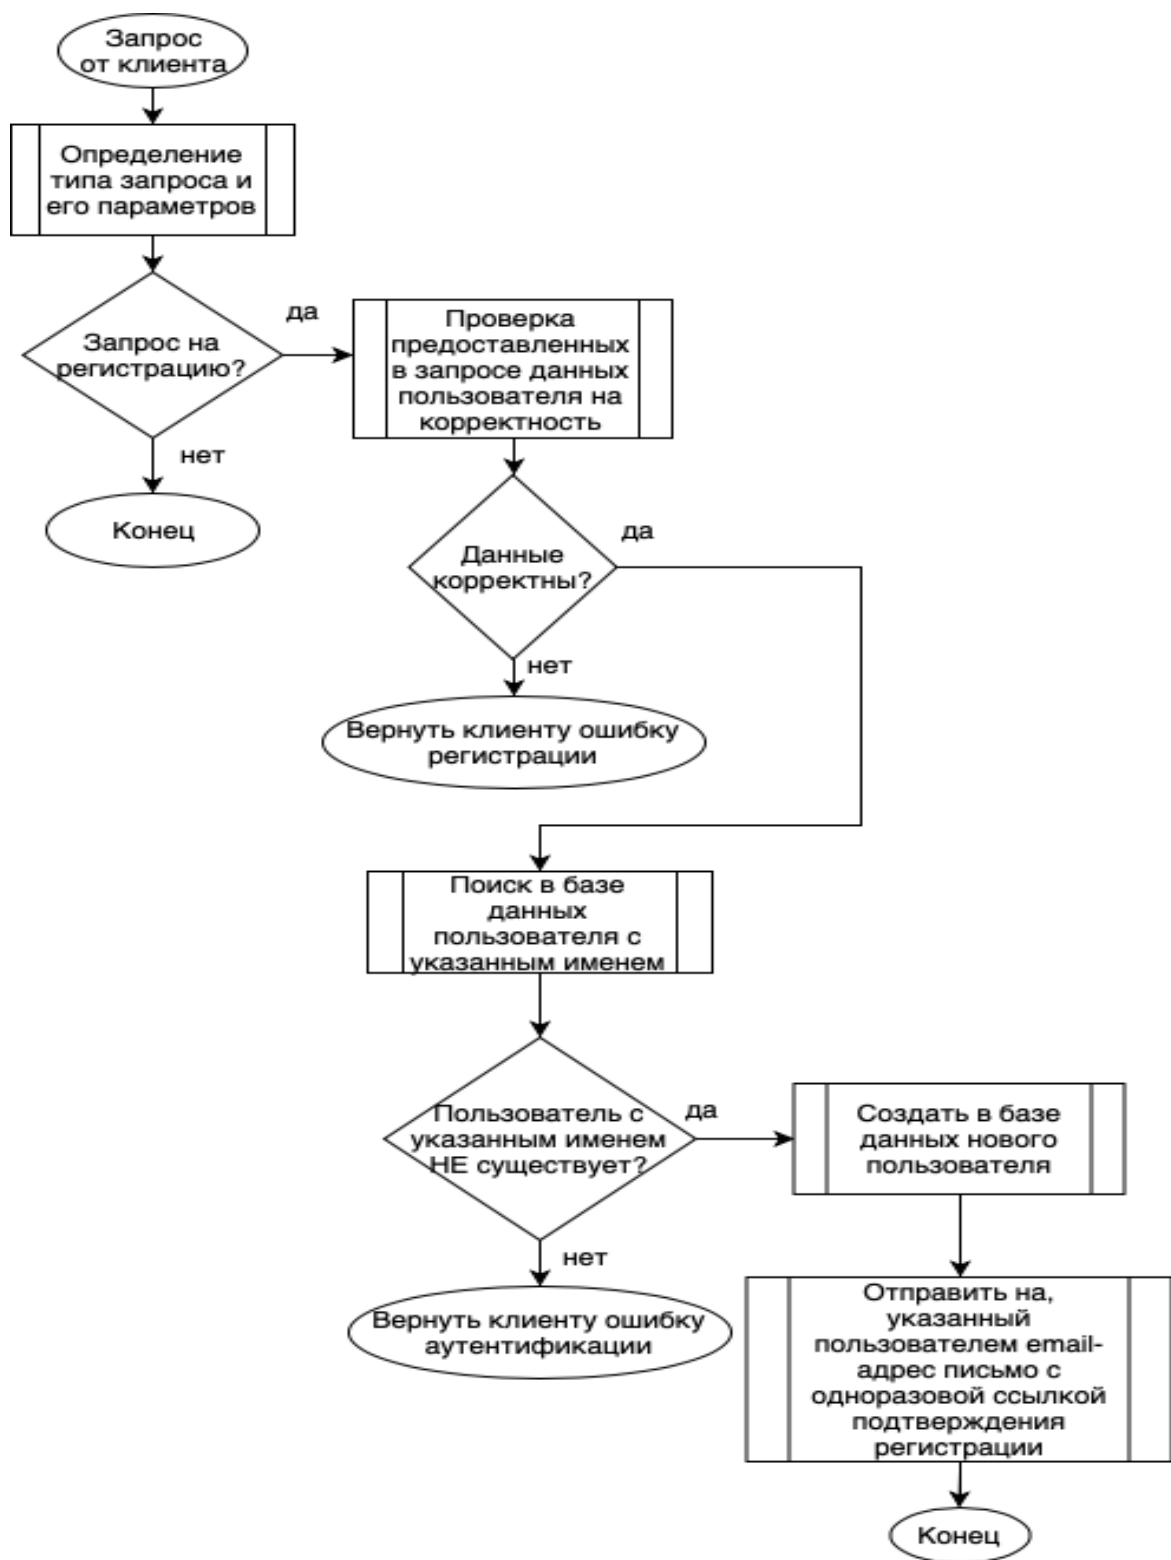 Запрос
от клиента
Определение
типа запроса и
его параметров
Запрос на
регистрацию?
да
нет
Конец
Проверка
предоставленных
в запросе данных
пользователя на
корректность
Данные
корректны?
да
нет
Вернуть клиенту ошибку
регистрации
Поиск в базе
данных
пользователя с
указанным именем
Пользователь с
указанным именем
НЕ существует?
да
нет
Вернуть клиенту ошибку
аутентификации
Создать в базе
данных нового
пользователя
Отправить на,
указанный
пользователем email-
адрес письмо с
одноразовой ссылкой
подтверждения
регистрации
Конец